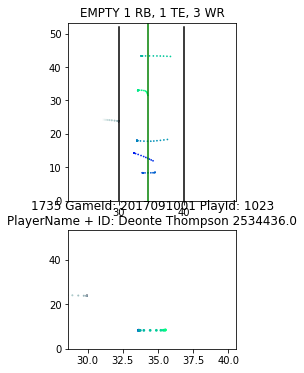 EMPTY 1 RB, 1 TE, 3 WR
50
40
30
20
10
0
30
40
1735 GameId: 2017091001 PlayId: 1023
PlayerName + ID: Deonte Thompson 2534436.0
40
20
0
30.0 32.5 35.0 37.5 40.0